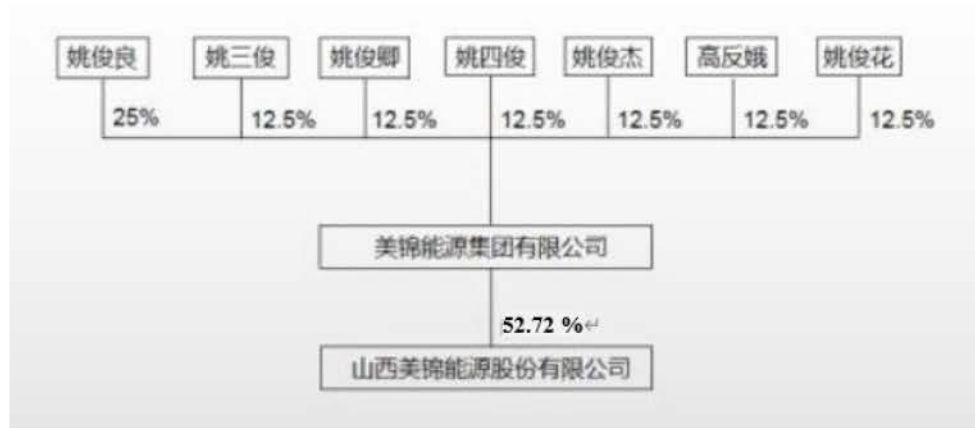 姚俊良 姚三俊 姚俊卿 姚四俊 姚俊杰 高反娥 姚俊花
25% 12.5% 12.5% 12.5% 12.5% 12.5% 12.5%
美锦能源集团有限公司
52.72 %↵
山西美锦能源股份有限公司